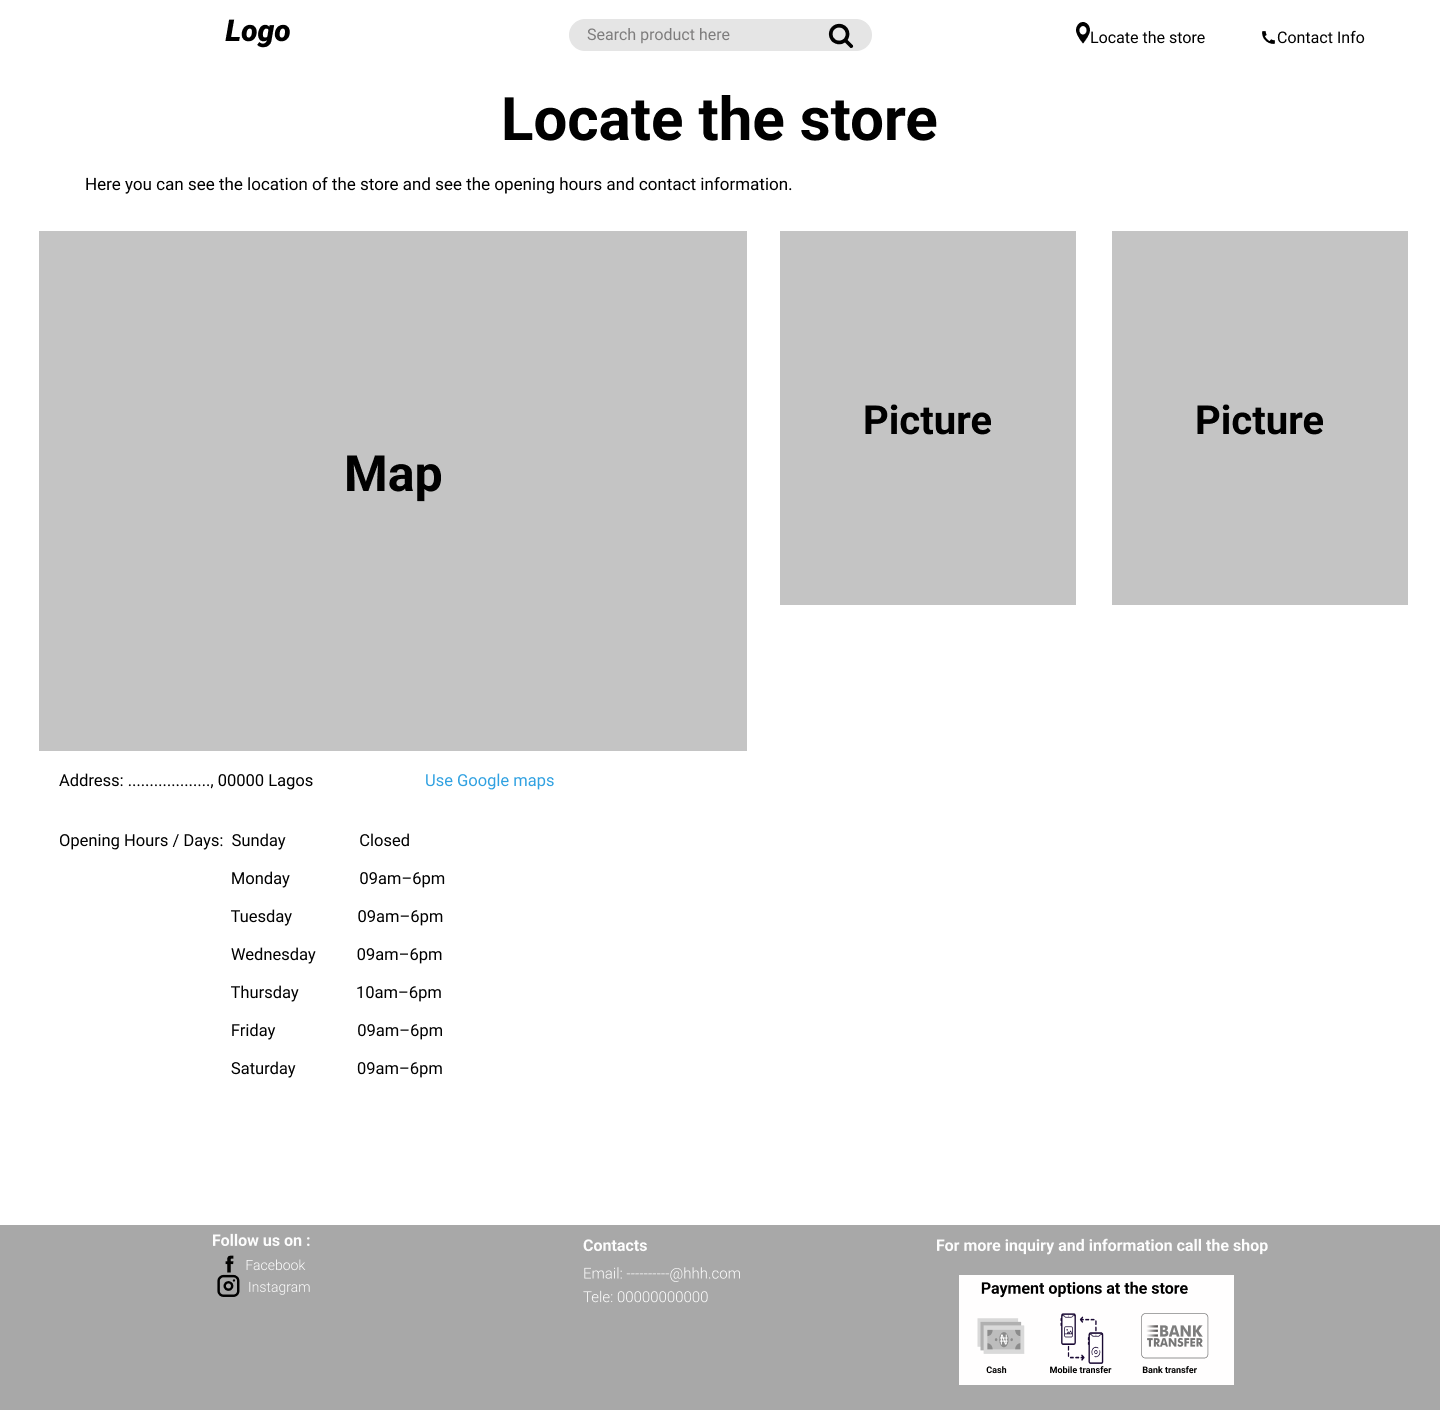 Logo
Search product here
Locate the store
Contact Info
Locate the store
Here you can see the location of the store and see the opening hours and contact information.
Map
Picture
Picture
Address: ..................., 00000 Lagos
Use Google maps
Opening Hours / Days: Sunday Closed
Monday 09am–6pm
Tuesday 09am–6pm
Wednesday 09am–6pm
Thursday 10am–6pm
Friday 09am–6pm
Saturday 09am–6pm
Follow us on :
Facebook
Instagram
Contacts
Email: ----------@hhh.com
Tele: 00000000000
For more inquiry and information call the shop
Payment options at the store
BANK
TRANSFER
Cash
Mobile transfer
Bank transfer